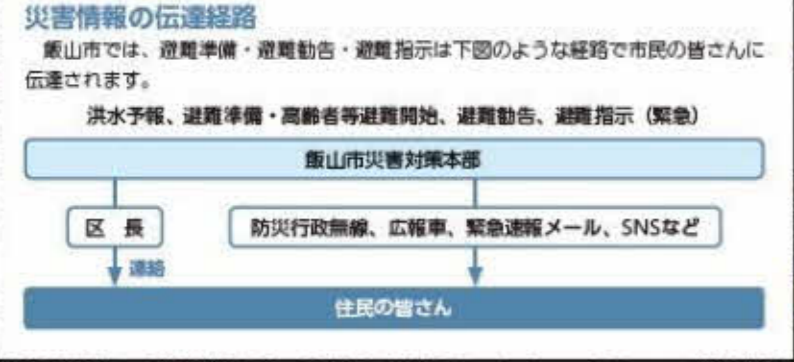 災害情報の伝達経路
飯山市では、避難準備・避難勧告・避難指示は下図のような経路で市民の皆さんに
伝達されます。
洪水予報、避難準備・高齢者等避難開始、避難勧告、避難指示（緊急）
飯山市災害対策本部
区　長
防災行政無線、広報車、緊急速報メール、SNSなど
連絡
住民の皆さん